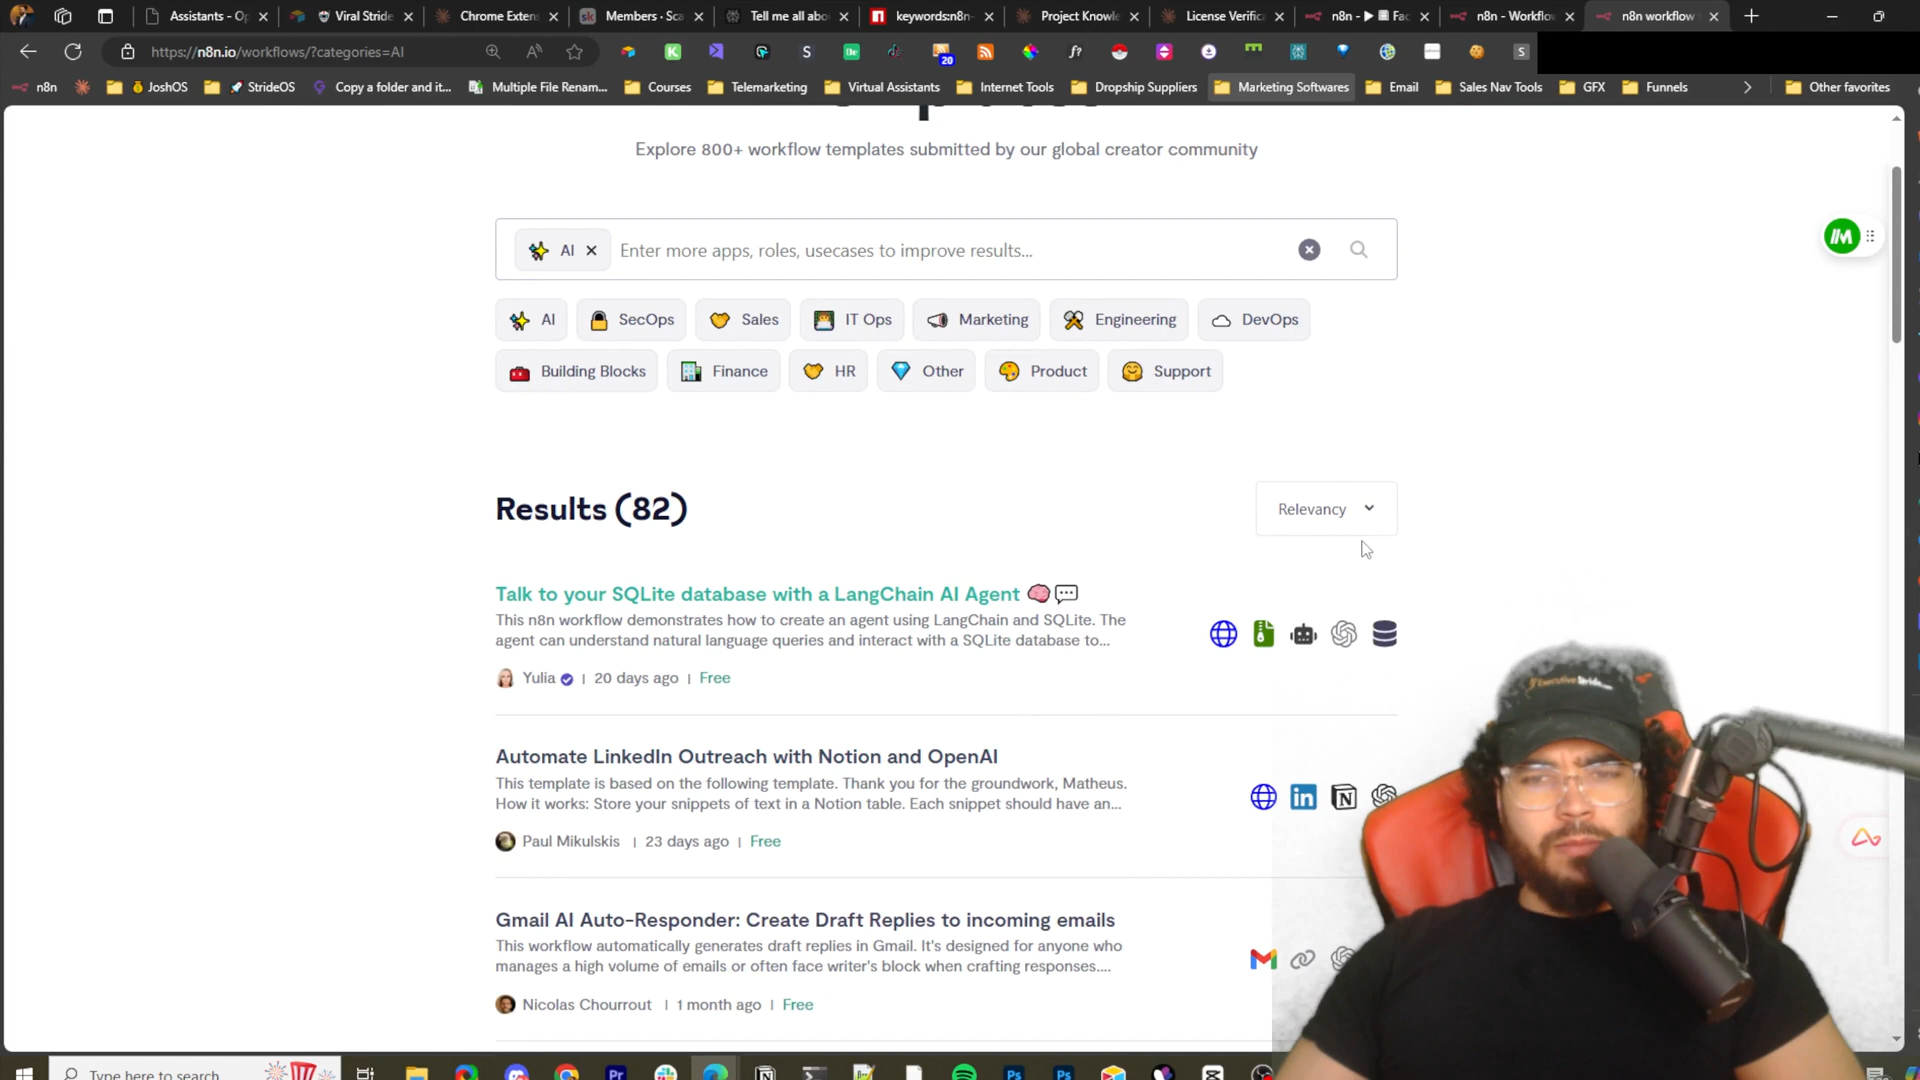 Assistants - Op
Viral Stride
Chrome Exten
Members · Sca
Tell me all abo
keywords:n8n-
Project Knowle
License Verifica
n8n - ▶ Fac
n8n - Workflow
n8n workflow
https://n8n.io/workflows/?categories=AI
20
n8n
JoshOS
StrideOS
Copy a folder and it...
Multiple File Renam...
Courses
Telemarketing
Virtual Assistants
Internet Tools
Dropship Suppliers
Marketing Softwares
Email
Sales Nav Tools
GFX
Funnels
Other favorites
Explore 800+ workflow templates submitted by our global creator community
AI
Enter more apps, roles, usecases to improve results...
AI
SecOps
Sales
IT Ops
Marketing
Engineering
DevOps
Building Blocks
Finance
HR
Other
Product
Support
Results (82)
Relevancy
Talk to your SQLite database with a LangChain AI Agent 🧠💬
This n8n workflow demonstrates how to create an agent using LangChain and SQLite. The
agent can understand natural language queries and interact with a SQLite database to...
Yulia | 20 days ago | Free
Automate LinkedIn Outreach with Notion and OpenAI
This template is based on the following template. Thank you for the groundwork, Matheus.
How it works: Store your snippets of text in a Notion table. Each snippet should have an...
Paul Mikulskis | 23 days ago | Free
Gmail AI Auto-Responder: Create Draft Replies to incoming emails
This workflow automatically generates draft replies in Gmail. It's designed for anyone who
manages a high volume of emails or often face writer's block when crafting responses....
Nicolas Chourrout | 1 month ago | Free
Type here to search